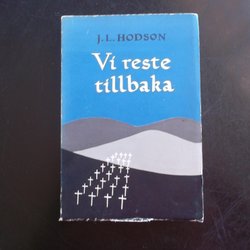 J. L. HODSON
Vi reste
tillbaka